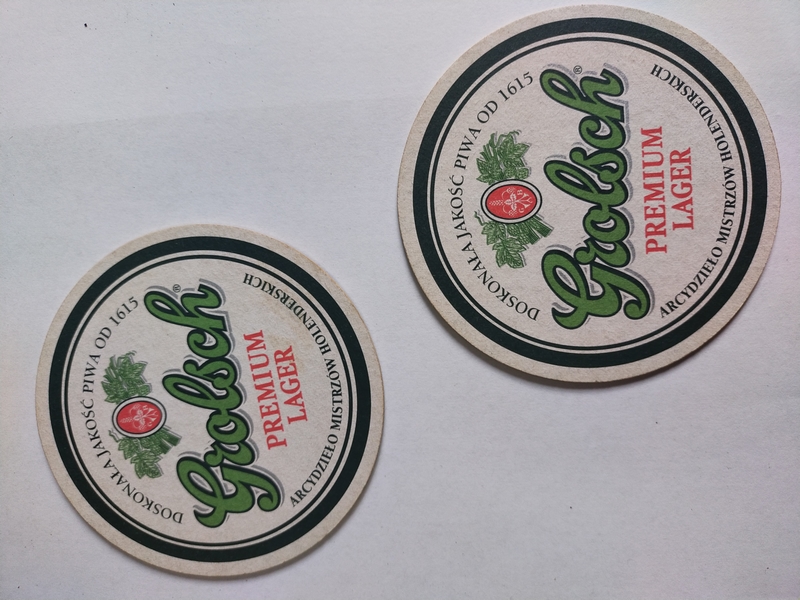 DOSKONAŁA JAKOŚĆ PIWA OD 1615
Grolsch®
PREMIUM
LAGER
ARCYDZIEŁO MISTRZÓW HOLENDERSKICH
DOSKONAŁA JAKOŚĆ PIWA OD 1615
Grolsch®
PREMIUM
LAGER
ARCYDZIEŁO MISTRZÓW HOLENDERSKICH